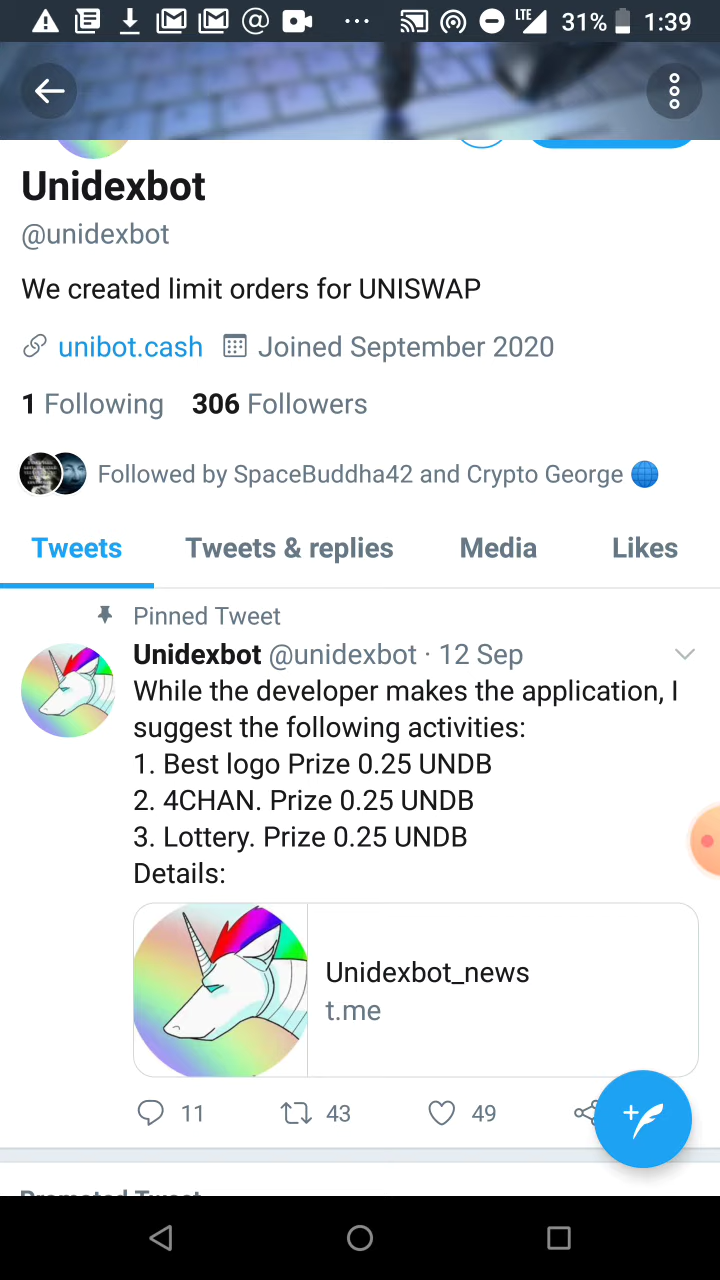 LTE 31% 1:39
Unidexbot
@unidexbot
We created limit orders for UNISWAP
unibot.cash Joined September 2020
1 Following 306 Followers
Followed by SpaceBuddha42 and Crypto George
Tweets Tweets & replies Media Likes
Pinned Tweet
Unidexbot @unidexbot · 12 Sep
While the developer makes the application, I
suggest the following activities:
1. Best logo Prize 0.25 UNDB
2. 4CHAN. Prize 0.25 UNDB
3. Lottery. Prize 0.25 UNDB
Details:
Unidexbot_news
t.me
11 43 49
Promoted Tweet